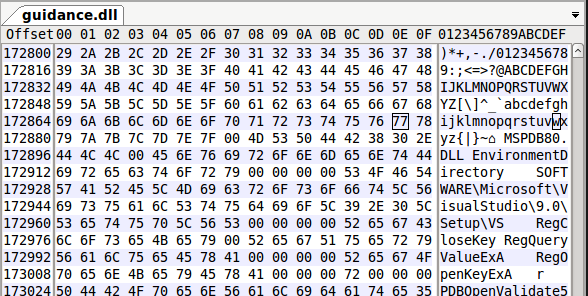 guidance.dll
Offset 00 01 02 03 04 05 06 07 08 09 0A 0B 0C 0D 0E 0F 0123456789ABCDEF
172800 29 2A 2B 2C 2D 2E 2F 30 31 32 33 34 35 36 37 38 )*+,-./012345678
172816 39 3A 3B 3C 3D 3E 3F 40 41 42 43 44 45 46 47 48 9:;<=>?@ABCDEFGH
172832 49 4A 4B 4C 4D 4E 4F 50 51 52 53 54 55 56 57 58 IJKLMNOPQRSTUVWX
172848 59 5A 5B 5C 5D 5E 5F 60 61 62 63 64 65 66 67 68 YZ[\]^_`abcdefgh
172864 69 6A 6B 6C 6D 6E 6F 70 71 72 73 74 75 76 77 78 ijklmnopqrstuvwx
172880 79 7A 7B 7C 7D 7E 7F 00 4D 53 50 44 42 38 30 2E yz{|}~⌂ MSPDB80.
172896 44 4C 4C 00 45 6E 76 69 72 6F 6E 6D 65 6E 74 44 DLL EnvironmentD
172912 69 72 65 63 74 6F 72 79 00 00 00 00 53 4F 46 54 irectory    SOFT
172928 57 41 52 45 5C 4D 69 63 72 6F 73 6F 66 74 5C 56 WARE\Microsoft\V
172944 69 73 75 61 6C 53 74 75 64 69 6F 5C 39 2E 30 5C isualStudio\9.0\
172960 53 65 74 75 70 5C 56 53 00 00 00 00 52 65 67 43 Setup\VS    RegC
172976 6C 6F 73 65 4B 65 79 00 52 65 67 51 75 65 72 79 loseKey RegQuery
172992 56 61 6C 75 65 45 78 41 00 00 00 00 52 65 67 4F ValueExA    RegO
173008 70 65 6E 4B 65 79 45 78 41 00 00 00 72 00 00 00 penKeyExA   r
173024 50 44 42 4F 70 65 6E 56 61 6C 69 64 61 74 65 35 PDBOpenValidate5